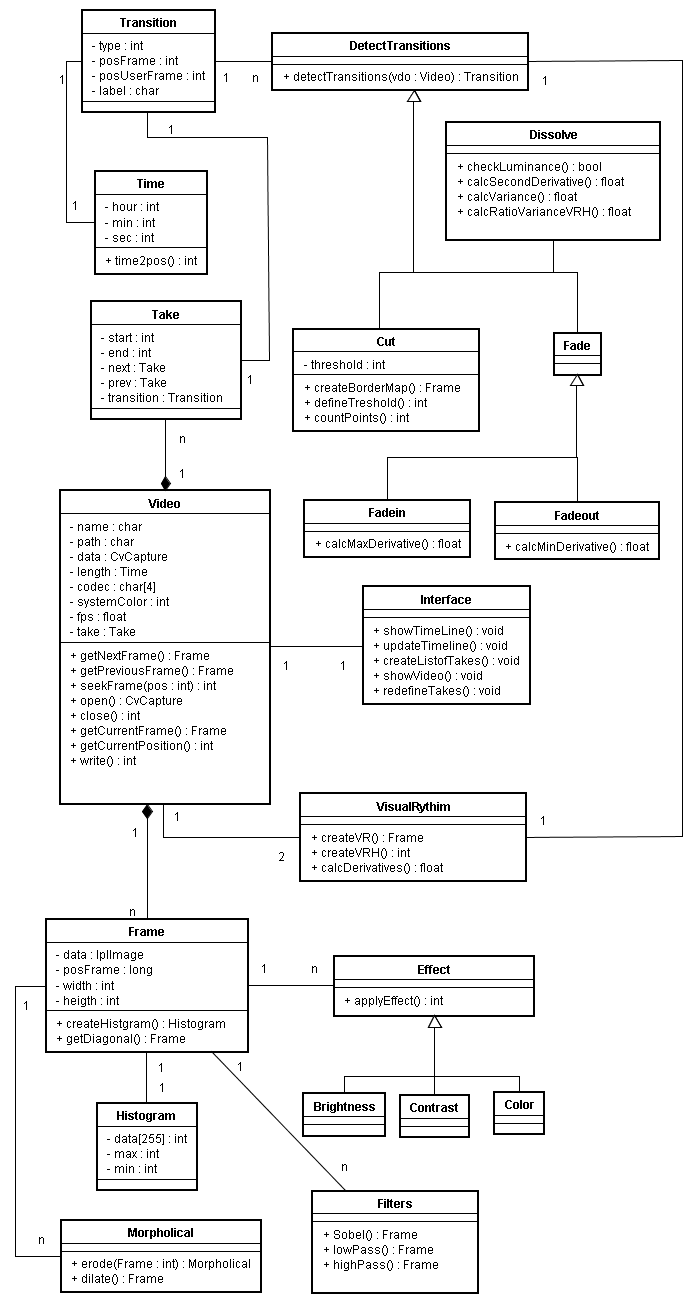 Transition
- type : int
- posFrame : int
- posUserFrame : int
- label : char
1
1
n
1
DetectTransitions
+ detectTransitions(vdo : Video) : Transition
1
Dissolve
+ checkLuminance() : bool
+ calcSecondDerivative() : float
+ calcVariance() : float
+ calcRatioVarianceVRH() : float
Time
- hour : int
- min : int
- sec : int
+ time2pos() : int
1
Take
- start : int
- end : int
- next : Take
- prev : Take
- transition : Transition
1
n
1
Cut
- threshold : int
+ createBorderMap() : Frame
+ defineTreshold() : int
+ countPoints() : int
Fade
Fadein
+ calcMaxDerivative() : float
Fadeout
+ calcMinDerivative() : float
Video
- name : char
- path : char
- data : CvCapture
- length : Time
- codec : char[4]
- systemColor : int
- fps : float
- take : Take
+ getNextFrame() : Frame
+ getPreviousFrame() : Frame
+ seekFrame(pos : int) : int
+ open() : CvCapture
+ close() : int
+ getCurrentFrame() : Frame
+ getCurrentPosition() : int
+ write() : int
1
1
Interface
+ showTimeLine() : void
+ updateTimeline() : void
+ createListofTakes() : void
+ showVideo() : void
+ redefineTakes() : void
1
1
2
n
VisualRythim
+ createVR() : Frame
+ createVRH() : int
+ calcDerivatives() : float
1
Frame
- data : IplImage
- posFrame : long
- width : int
- heigth : int
+ createHistgram() : Histogram
+ getDiagonal() : Frame
1
n
1
1
1
1
n
n
Effect
+ applyEffect() : int
Brightness
Contrast
Color
Histogram
- data[255] : int
- max : int
- min : int
Filters
+ Sobel() : Frame
+ lowPass() : Frame
+ highPass() : Frame
Morpholical
+ erode(Frame : int) : Morpholical
+ dilate() : Frame